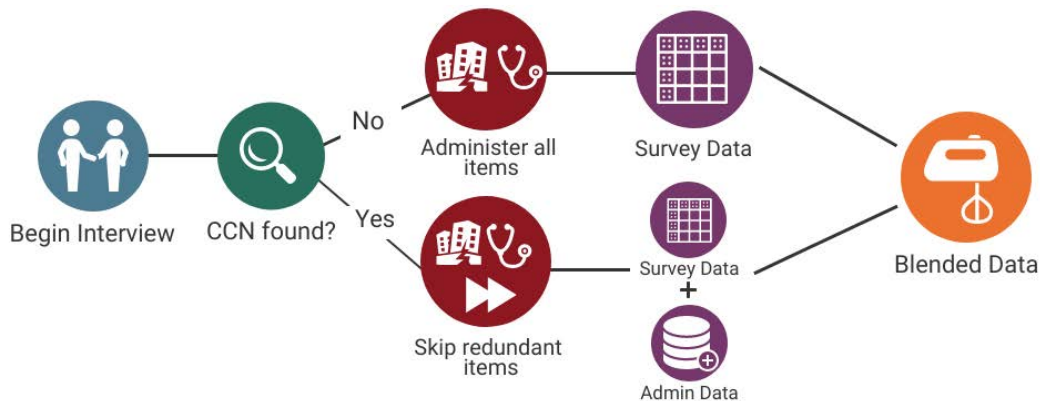 Begin Interview
CCN found?
No
Yes
Administer all
items
Survey Data
Skip redundant
items
Survey Data
+
Admin Data
Blended Data